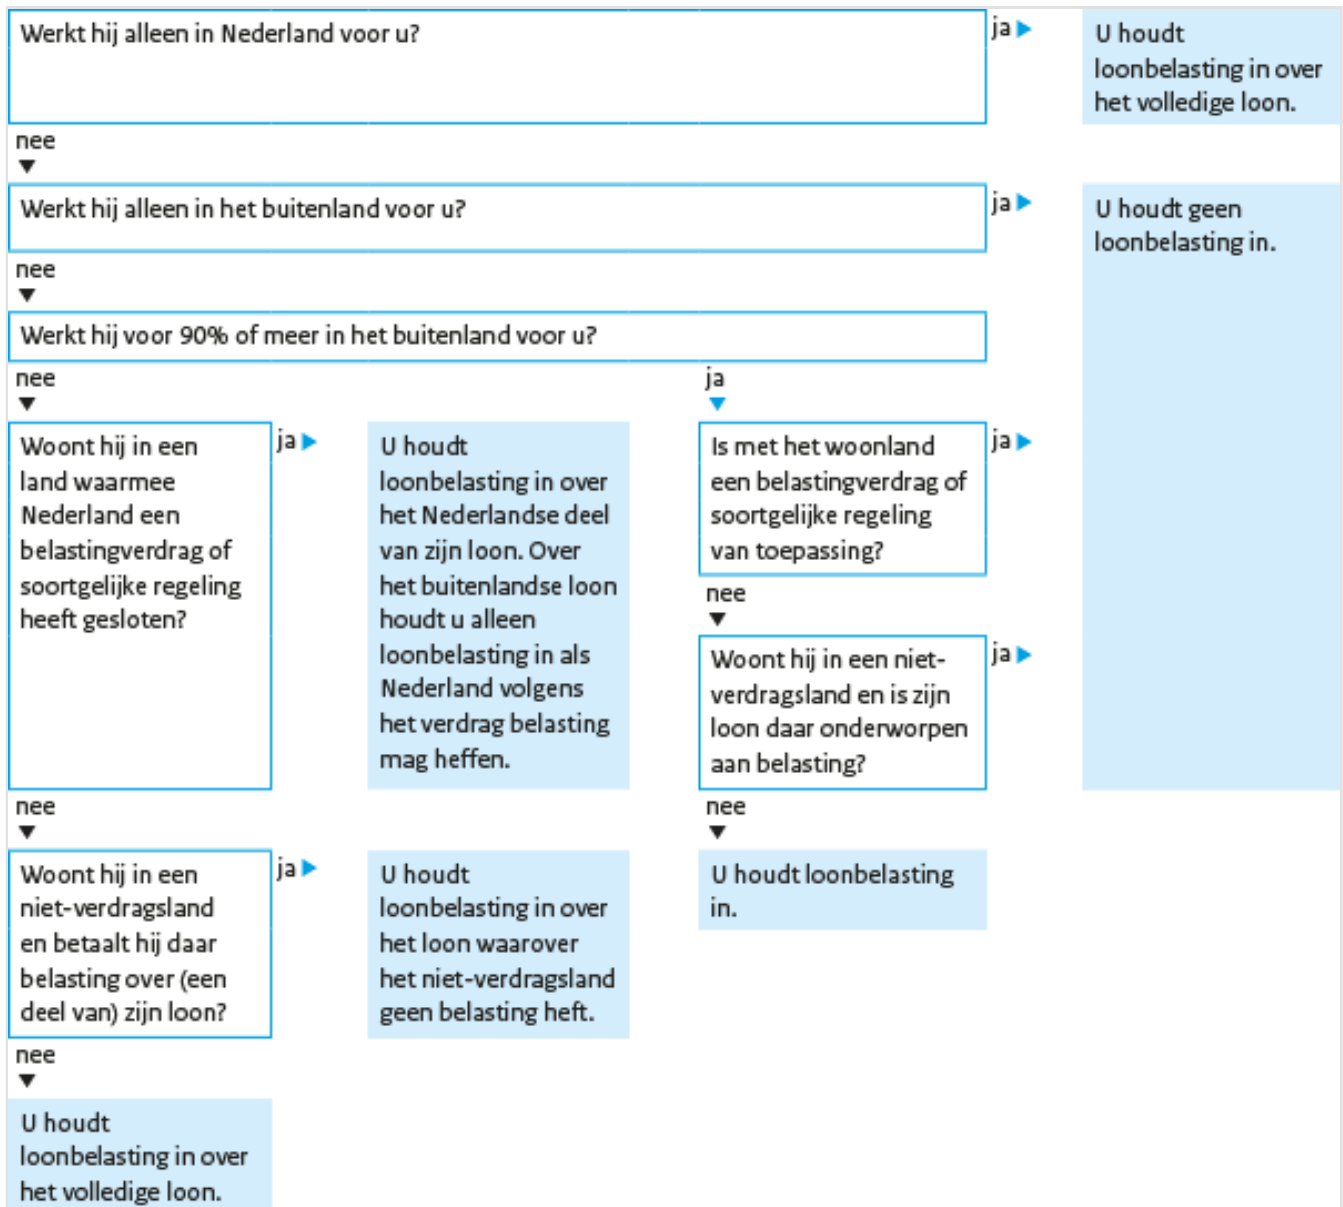 Werkt hij alleen in Nederland voor u?
ja
U houdt
loonbelasting in over
het volledige loon.
nee
Werkt hij alleen in het buitenland voor u?
ja
U houdt geen
loonbelasting in.
nee
Werkt hij voor 90% of meer in het buitenland voor u?
nee
ja
Woont hij in een
land waarmee
Nederland een
belastingverdrag of
soortgelijke regeling
heeft gesloten?
ja
U houdt
loonbelasting in over
het Nederlandse deel
van zijn loon. Over
het buitenlandse loon
houdt u alleen
loonbelasting in als
Nederland volgens
het verdrag belasting
mag heffen.
Is met het woonland
een belastingverdrag of
soortgelijke regeling
van toepassing?
ja
nee
Woont hij in een niet-
verdragsland en is zijn
loon daar onderworpen
aan belasting?
ja
nee
nee
Woont hij in een
niet-verdragsland
en betaalt hij daar
belasting over (een
deel van) zijn loon?
ja
U houdt
loonbelasting in over
het loon waarover
het niet-verdragsland
geen belasting heft.
U houdt loonbelasting
in.
nee
U houdt
loonbelasting in over
het volledige loon.